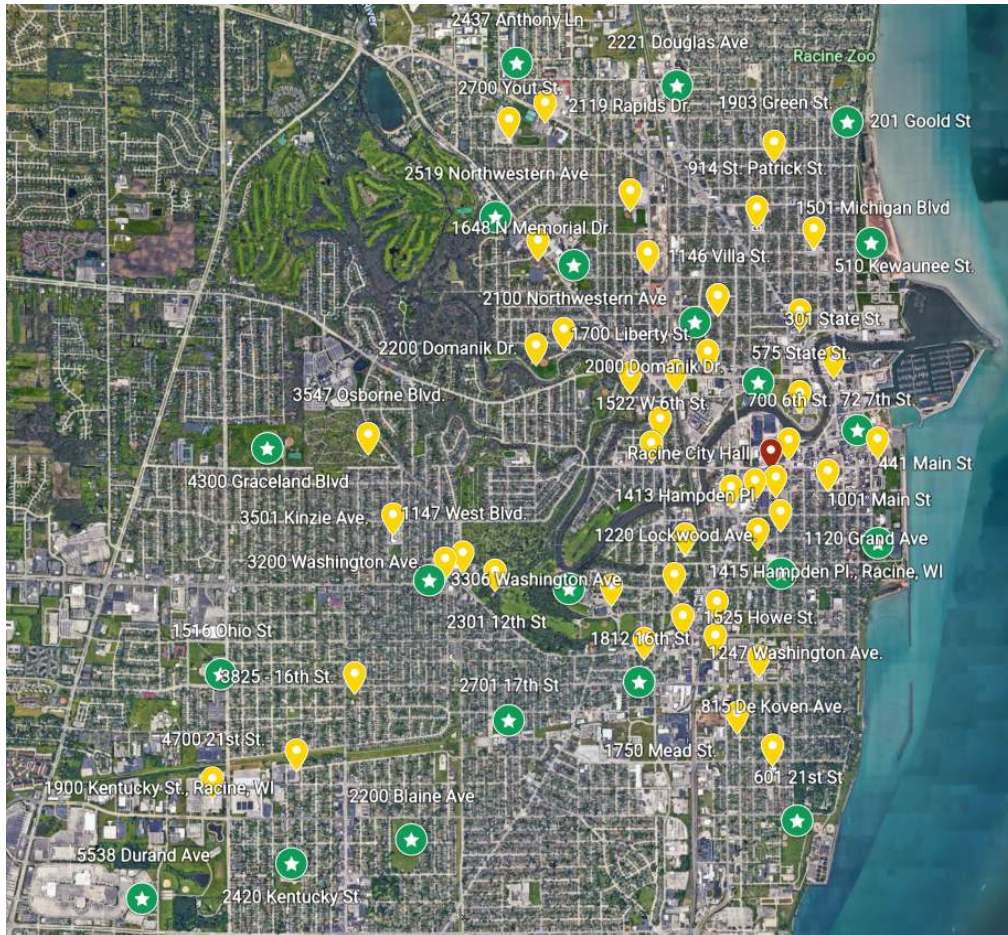 2437 Anthony Ln
2221 Douglas Ave
Racine Zoo
2700 Yout St.
2119 Rapids Dr.
1903 Green St.
201 Goold St
2519 Northwestern Ave
914 St. Patrick St.
1648 N Memorial Dr.
1501 Michigan Blvd
1146 Villa St.
510 Kewaunee St.
2100 Northwestern Ave
301 State St.
1700 Liberty St.
2200 Domanik Dr.
575 State St.
2000 Domanik Dr.
3547 Osborne Blvd.
1522 W 6th St.
700 6th St.
72 7th St.
Racine City Hall
441 Main St
4300 Graceland Blvd
1413 Hampden Pl.
1001 Main St
3501 Kinzie Ave.
1147 West Blvd.
1220 Lockwood Ave.
1120 Grand Ave
3200 Washington Ave.
3306 Washington Ave
1415 Hampden Pl., Racine, WI
2301 12th St
1525 Howe St.
1516 Ohio St
1812 16th St.
1247 Washington Ave.
3825 - 16th St.
2701 17th St
815 De Koven Ave.
4700 21st St.
1750 Mead St.
601 21st St
1900 Kentucky St., Racine, WI
2200 Blaine Ave
5538 Durand Ave
2420 Kentucky St.